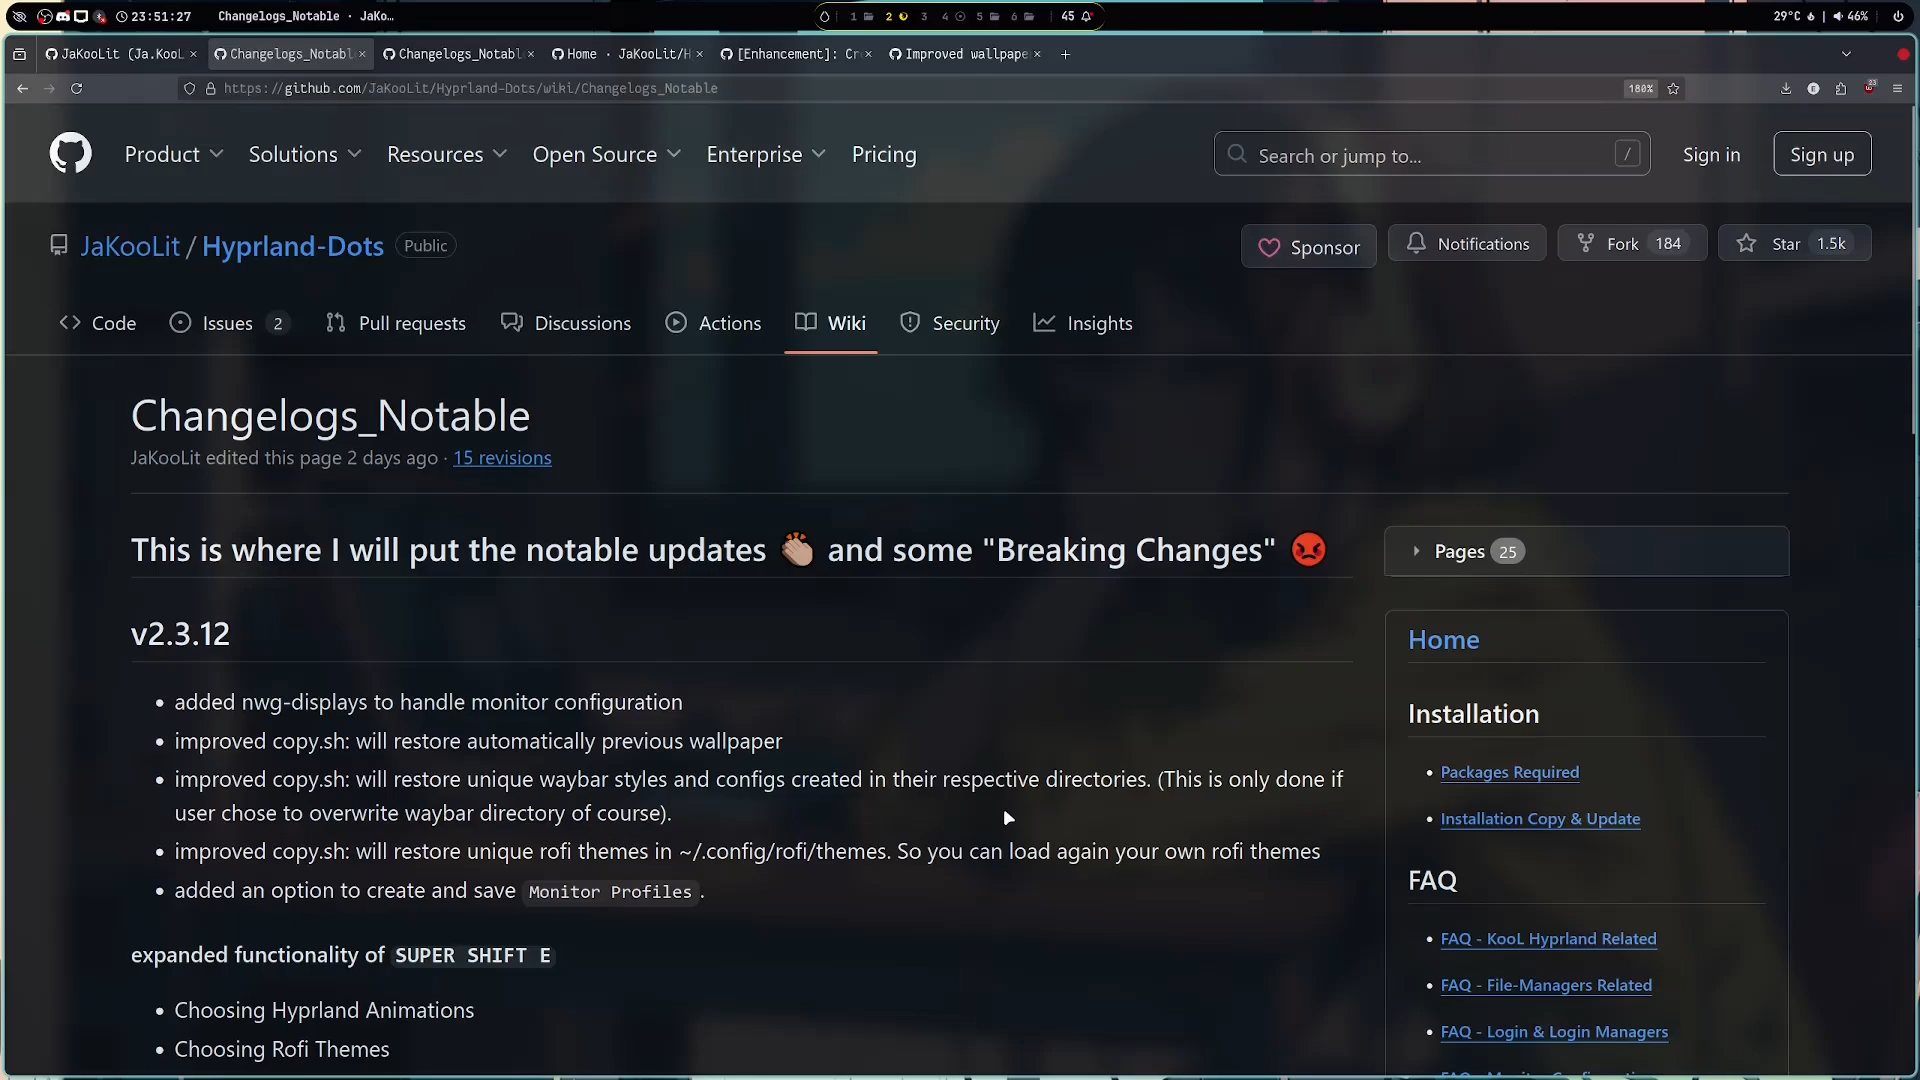 23:51:27 Changelogs_Notable · JaKo… 1 2 3 4 5 6 45 29°C 46%
JaKooLit (Ja.KooL Changelogs_Notabl Changelogs_Notabl Home · JaKooLit/H [Enhancement]: Cr Improved wallpape
https://github.com/JaKooLit/Hyprland-Dots/wiki/Changelogs_Notable 180% 23
Product Solutions Resources Open Source Enterprise Pricing Search or jump to... / Sign in Sign up
JaKooLit / Hyprland-Dots Public Sponsor Notifications Fork 184 Star 1.5k
Code Issues 2 Pull requests Discussions Actions Wiki Security Insights
Changelogs_Notable
JaKooLit edited this page 2 days ago · 15 revisions
This is where I will put the notable updates 👏🏽 and some "Breaking Changes" 😡
Pages 25
v2.3.12
Home
• added nwg-displays to handle monitor configuration
• improved copy.sh: will restore automatically previous wallpaper
• improved copy.sh: will restore unique waybar styles and configs created in their respective directories. (This is only done if
user chose to overwrite waybar directory of course).
• improved copy.sh: will restore unique rofi themes in ~/.config/rofi/themes. So you can load again your own rofi themes
• added an option to create and save Monitor Profiles.
expanded functionality of SUPER SHIFT E
• Choosing Hyprland Animations
• Choosing Rofi Themes
Installation
• Packages Required
• Installation Copy & Update
FAQ
• FAQ - KooL Hyprland Related
• FAQ - File-Managers Related
• FAQ - Login & Login Managers